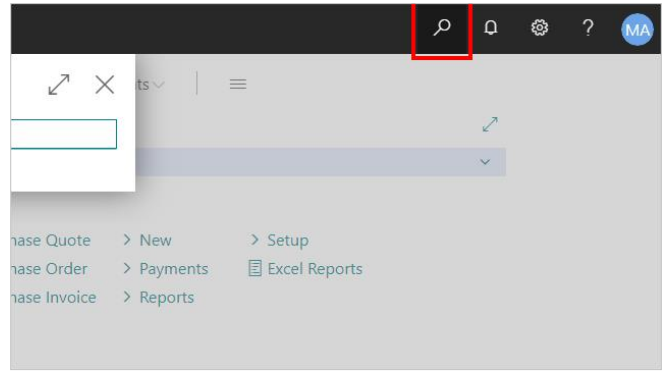 ?
MA
ts
hase Quote
New
Setup
hase Order
Payments
Excel Reports
hase Invoice
Reports